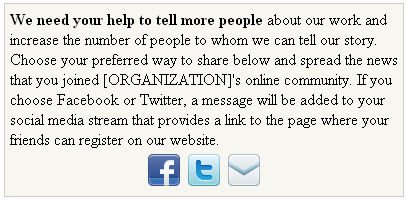 We need your help to tell more people about our work and
increase the number of people to whom we can tell our story.
Choose your preferred way to share below and spread the news
that you joined [ORGANIZATION]'s online community. If you
choose Facebook or Twitter, a message will be added to your
social media stream that provides a link to the page where your
friends can register on our website.
f t